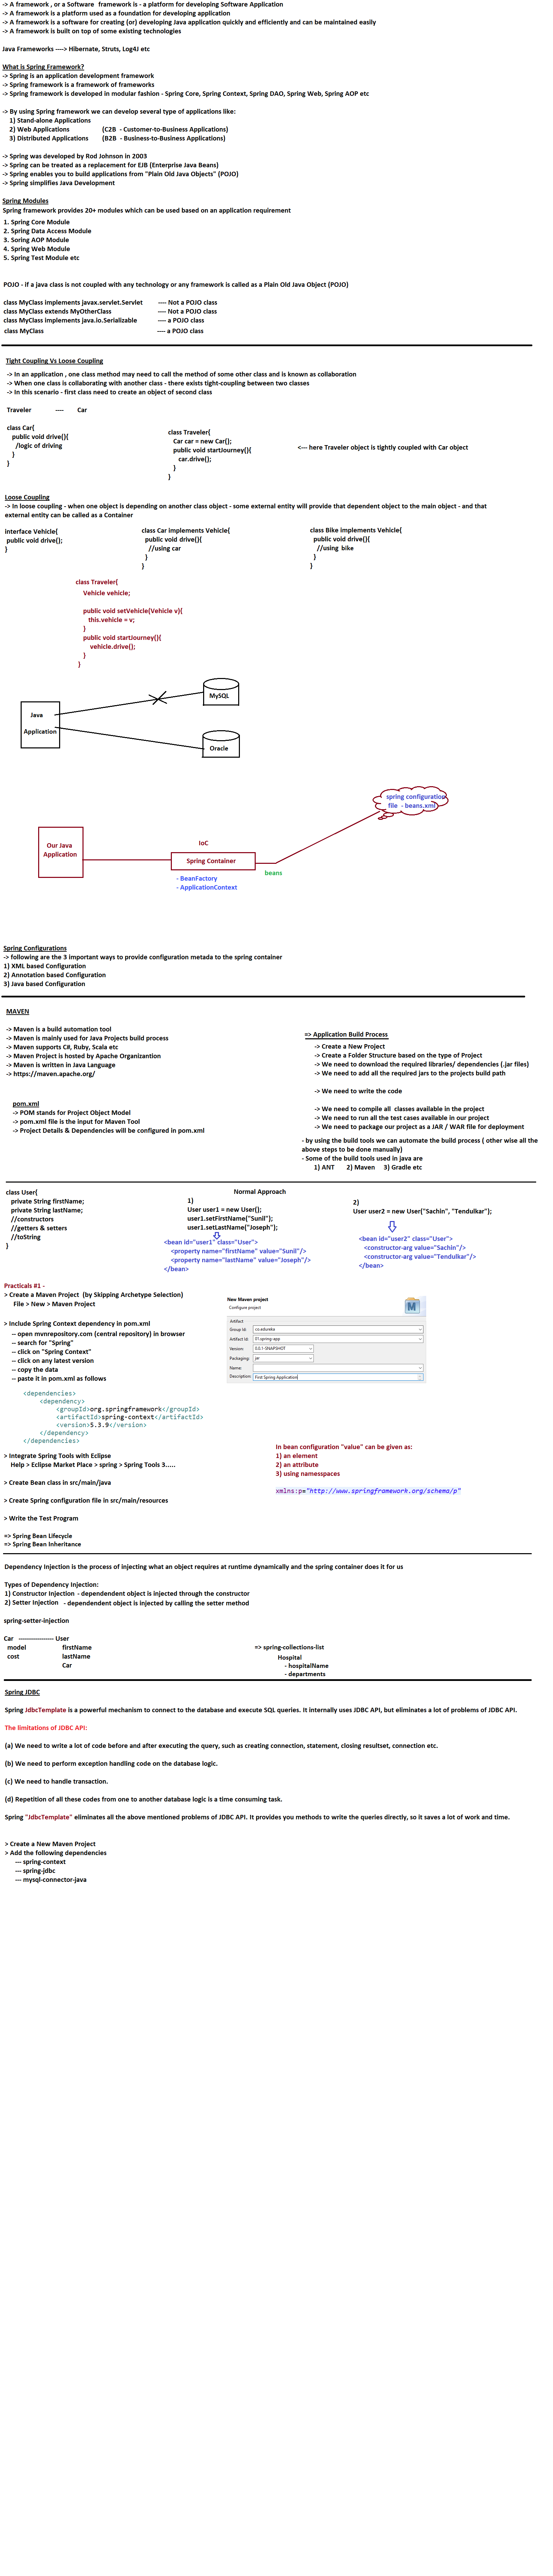 -> A framework , or a Software  framework is - a platform for developing Software Application
-> A framework is a platform used as a foundation for developing application
-> A framework is a software for creating (or) developing Java application quickly and efficiently and can be maintained easily
-> A framework is built on top of some existing technologies
Java Frameworks ----> Hibernate, Struts, Log4J etc
What is Spring Framework?
-> Spring is an application development framework
-> Spring framework is a framework of frameworks
-> Spring framework is developed in modular fashion - Spring Core, Spring Context, Spring DAO, Spring Web, Spring AOP etc
-> By using Spring framework we can develop several type of applications like:
1) Stand-alone Applications
2) Web Applications (C2B - Customer-to-Business Applications)
3) Distributed Applications (B2B - Business-to-Business Applications)
-> Spring was developed by Rod Johnson in 2003
-> Spring can be treated as a replacement for EJB (Enterprise Java Beans)
-> Spring enables you to build applications from "Plain Old Java Objects" (POJO)
-> Spring simplifies Java Development
Spring Modules
Spring framework provides 20+ modules which can be used based on an application requirement
1. Spring Core Module
2. Spring Data Access Module
3. Soring AOP Module
4. Spring Web Module
5. Spring Test Module etc
POJO - if a java class is not coupled with any technology or any framework is called as a Plain Old Java Object (POJO)
class MyClass implements javax.servlet.Servlet ---- Not a POJO class
class MyClass extends MyOtherClass ---- Not a POJO class
class MyClass implements java.io.Serializable ---- a POJO class
class MyClass ---- a POJO class
Tight Coupling Vs Loose Coupling
-> In an application , one class method may need to call the method of some other class and is known as collaboration
-> When one class is collaborating with another class - there exists tight-coupling between two classes
-> In this scenario - first class need to create an object of second class
Traveler ---- Car
class Car{
public void drive(){
/logic of driving
}
}
class Traveler{
Car car = new Car();
public void startJourney(){
car.drive();
}
}
<--- here Traveler object is tightly coupled with Car object
Loose Coupling
-> In loose coupling - when one object is depending on another class object - some external entity will provide that dependent object to the main object - and that
external entity can be called as a Container
Interface Vehicle{
public void drive();
}
class Car implements Vehicle{
public void drive(){
//using car
}
}
class Bike implements Vehicle{
public void drive(){
//using bike
}
}
class Traveler{
Vehicle vehicle;
public void setVehicle(Vehicle v){
this.vehicle = v;
}
public void startJourney(){
vehicle.drive();
}
}
MySQL
Java
Application
Oracle
spring configuration
file - beans.xml
Our Java
Application
IoC
Spring Container
beans
- BeanFactory
- ApplicationContext
Spring Configurations
-> following are the 3 important ways to provide configuration metada to the spring container
1) XML based Configuration
2) Annotation based Configuration
3) Java based Configuration
MAVEN
-> Maven is a build automation tool
-> Maven is mainly used for Java Projects build process
-> Maven supports C#, Ruby, Scala etc
-> Maven Project is hosted by Apache Organizantion
-> Maven is written in Java Language
-> https://maven.apache.org/
pom.xml
-> POM stands for Project Object Model
-> pom.xml file is the input for Maven Tool
-> Project Details & Dependencies will be configured in pom.xml
=> Application Build Process
-> Create a New Project
-> Create a Folder Structure based on the type of Project
-> We need to download the required libraries/ dependencies (.jar files)
-> We need to add all the required jars to the projects build path
-> We need to write the code
-> We need to compile all  classes available in the project
-> We need to run all the test cases available in our project
-> We need to package our project as a JAR / WAR file for deployment
- by using the build tools we can automate the build process ( other wise all the
above steps to be done manually)
- Some of the build tools used in java are
1) ANT 2) Maven 3) Gradle etc
class User{
private String firstName;
private String lastName;
//constructors
//getters & setters
//toString
}
Normal Approach
1)
User user1 = new User();
user1.setFirstName("Sunil");
user1.setLastName("Joseph");
<bean id="user1" class="User">
<property name="firstName" value="Sunil"/>
<property name="lastName" value="Joseph"/>
</bean>
2)
User user2 = new User("Sachin", "Tendulkar");
<bean id="user2" class="User">
<constructor-arg value="Sachin"/>
<constructor-arg value="Tendulkar"/>
</bean>
Practicals #1 -
> Create a Maven Project  (by Skipping Archetype Selection)
File > New > Maven Project
> Include Spring Context dependency in pom.xml
-- open mvnrepository.com (central repository) in browser
-- search for "Spring"
-- click on "Spring Context"
-- click on any latest version
-- copy the data
-- paste it in pom.xml as follows
New Maven project
Configure project
M
Artifact
Group Id: co.edureka
Artifact Id: 01.spring-app
Version: 0.0.1-SNAPSHOT
Packaging: jar
Name:
Description: First Spring Application
<dependencies>
<dependency>
<groupId>org.springframework</groupId>
<artifactId>spring-context</artifactId>
<version>5.3.9</version>
</dependency>
</dependencies>
> Integrate Spring Tools with Eclipse
Help > Eclipse Market Place > spring > Spring Tools 3.....
> Create Bean class in src/main/java
> Create Spring configuration file in src/main/resources
> Write the Test Program
=> Spring Bean Lifecycle
=> Spring Bean Inheritance
In bean configuration "value" can be given as:
1) an element
2) an attribute
3) using namesspaces
xmlns:p="http://www.springframework.org/schema/p"
Dependency Injection is the process of injecting what an object requires at runtime dynamically and the spring container does it for us
Types of Dependency Injection:
1) Constructor Injection - dependendent object is injected through the constructor
2) Setter Injection - dependendent object is injected by calling the setter method
spring-setter-injection
Car ----------------- User
model firstName
cost lastName
Car
=> spring-collections-list
Hospital
- hospitalName
- departments
Spring JDBC
Spring JdbcTemplate is a powerful mechanism to connect to the database and execute SQL queries. It internally uses JDBC API, but eliminates a lot of problems of JDBC API.
The limitations of JDBC API:
(a) We need to write a lot of code before and after executing the query, such as creating connection, statement, closing resultset, connection etc.
(b) We need to perform exception handling code on the database logic.
(c) We need to handle transaction.
(d) Repetition of all these codes from one to another database logic is a time consuming task.
Spring "JdbcTemplate" eliminates all the above mentioned problems of JDBC API. It provides you methods to write the queries directly, so it saves a lot of work and time.
> Create a New Maven Project
> Add the following dependencies
--- spring-context
--- spring-jdbc
--- mysql-connector-java